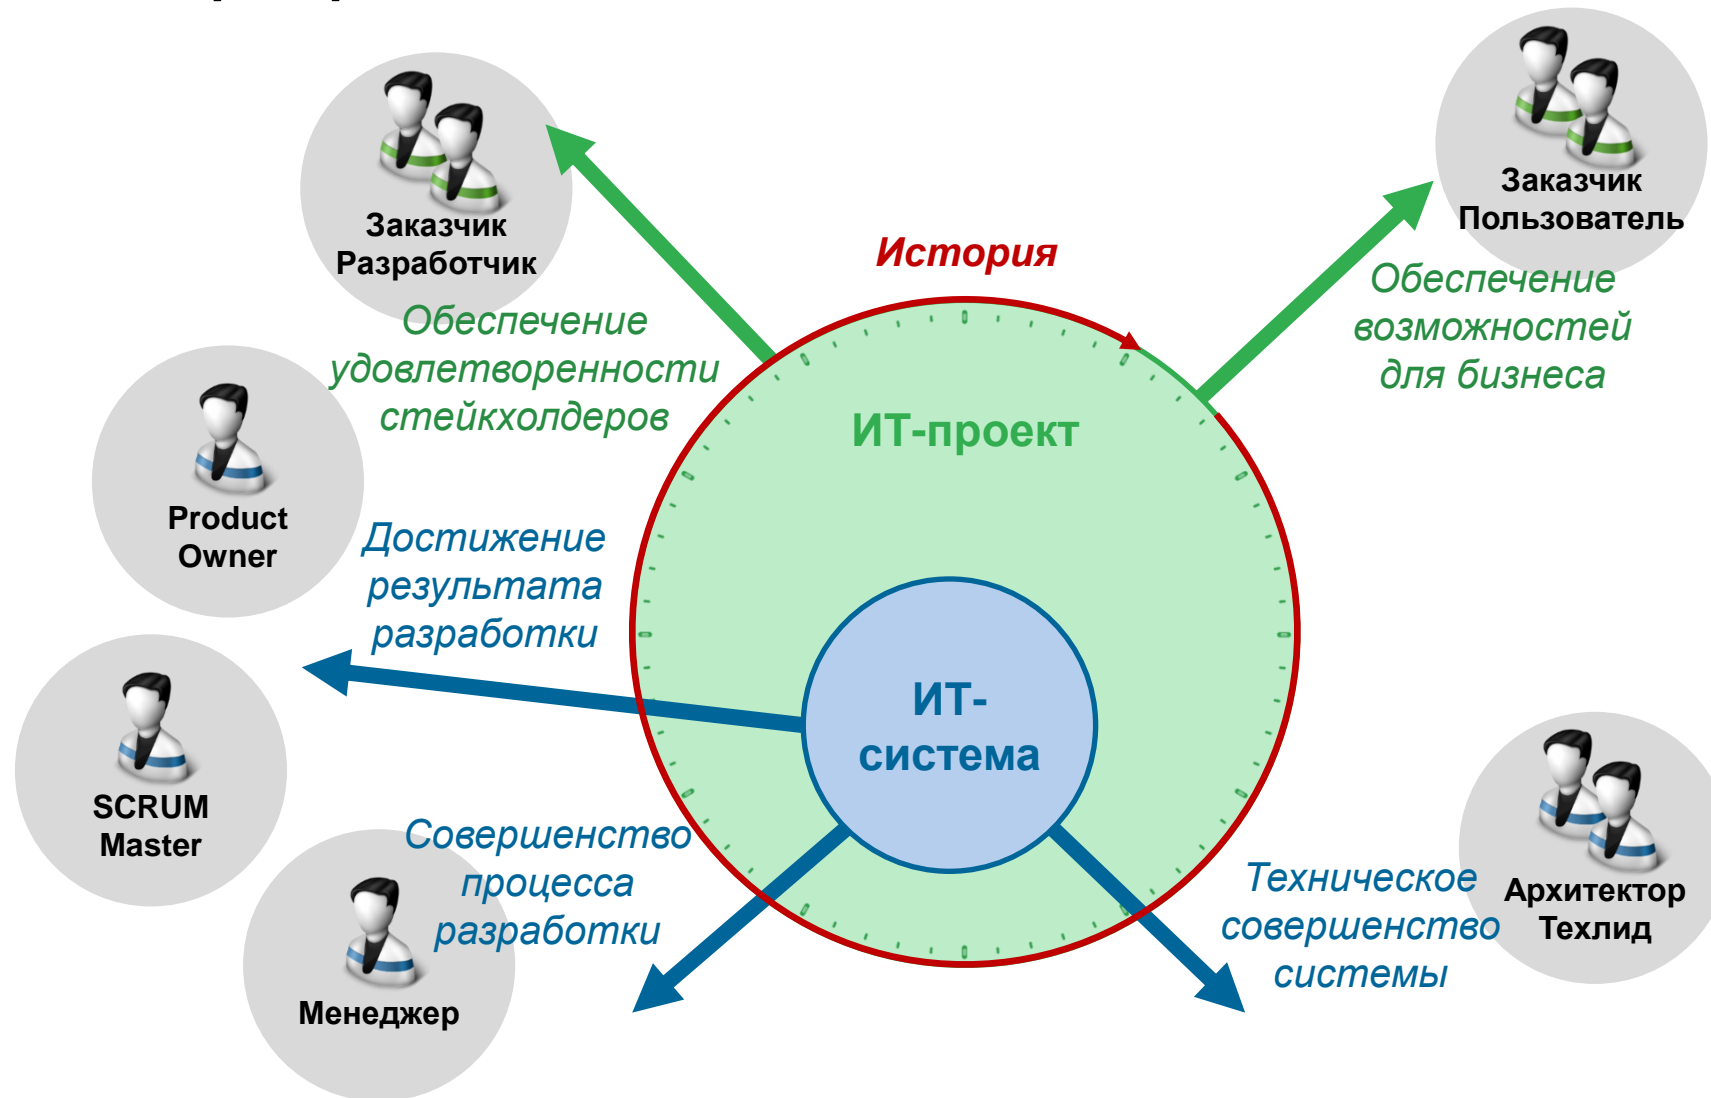 Заказчик
Разработчик
Заказчик
Пользователь
История
Обеспечение
удовлетворенности
стейкхолдеров
Обеспечение
возможностей
для бизнеса
ИТ-проект
Product
Owner
Достижение
результата
разработки
ИТ-
система
SCRUM
Master
Совершенство
процесса
разработки
Менеджер
Техническое
совершенство
системы
Архитектор
Техлид